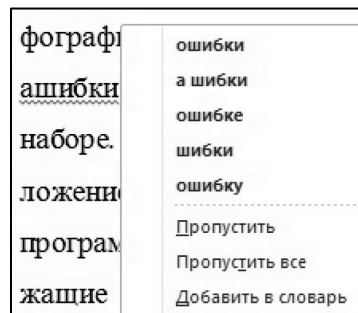 фографи
ашибки
наборе.
ложени
програм
жащие
ошибки
а шибки
ошибке
шибки
ошибку
Пропустить
Пропустить все
Добавить в словарь